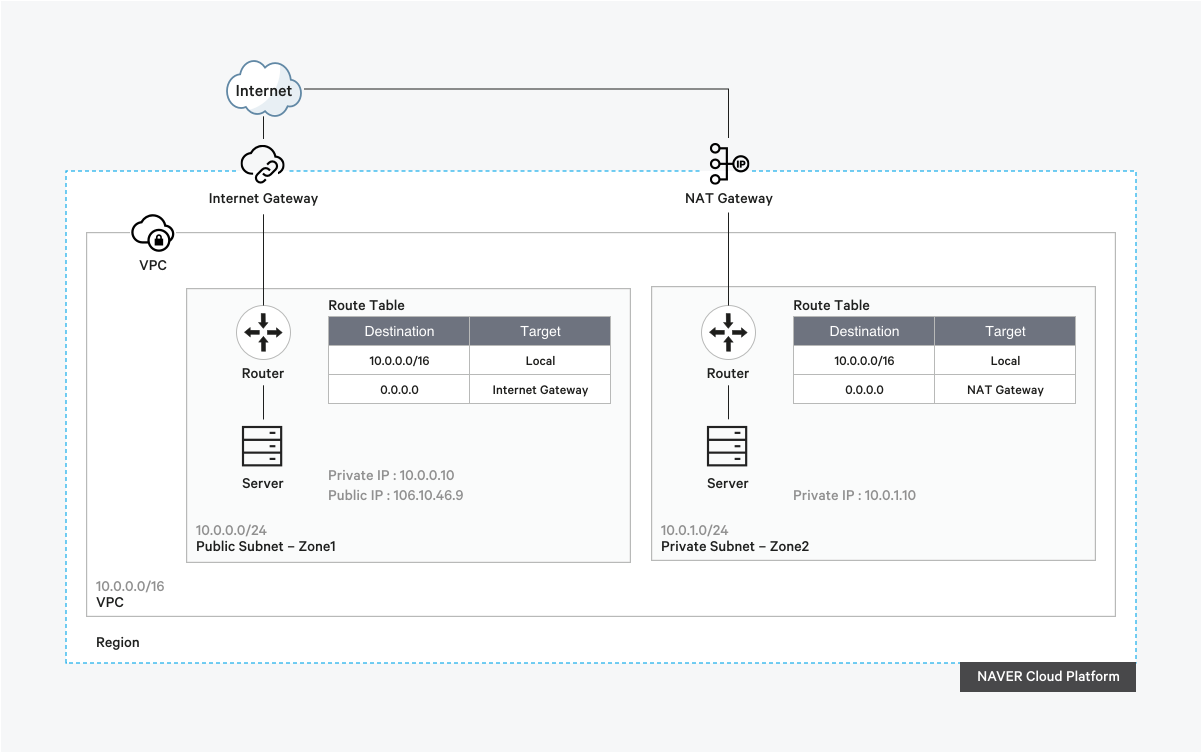 Internet
IP
Internet Gateway
NAT Gateway
VPC
Route Table
Destination Target
10.0.0.0/16 Local
0.0.0.0 Internet Gateway
Router
Server
Private IP : 10.0.0.10
Public IP : 106.10.46.9
10.0.0.0/24
Public Subnet – Zone1
Route Table
Destination Target
10.0.0.0/16 Local
0.0.0.0 NAT Gateway
Router
Server
Private IP : 10.0.1.10
10.0.1.0/24
Private Subnet – Zone2
10.0.0.0/16
VPC
Region
NAVER Cloud Platform